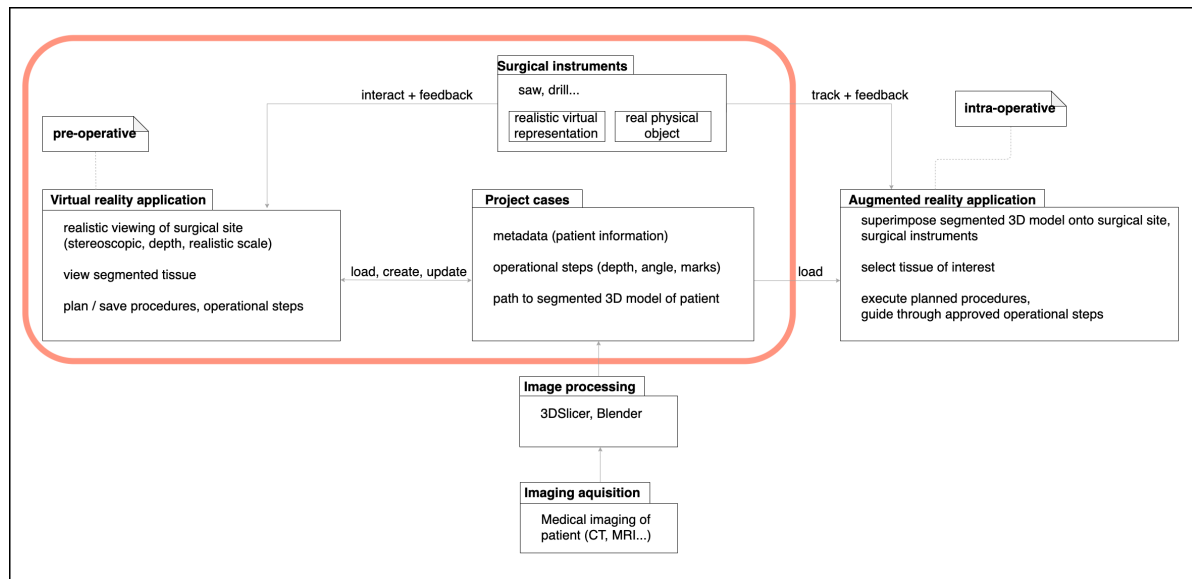 Surgical instruments
saw, drill...
realistic virtual
representation
real physical
object
interact + feedback
track + feedback
pre-operative
intra-operative
Virtual reality application
realistic viewing of surgical site
(stereoscopic, depth, realistic scale)
view segmented tissue
plan / save procedures, operational steps
load, create, update
Project cases
metadata (patient information)
operational steps (depth, angle, marks)
path to segmented 3D model of patient
load
Augmented reality application
superimpose segmented 3D model onto surgical site,
surgical instruments
select tissue of interest
execute planned procedures,
guide through approved operational steps
Image processing
3DSlicer, Blender
Imaging aquisition
Medical imaging of
patient (CT, MRI...)